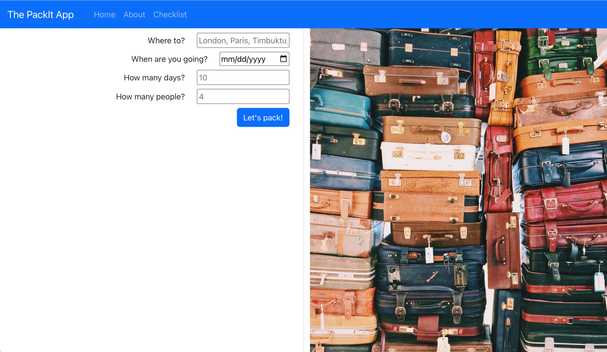 The PackIt App Home About Checklist
Where to? London, Paris, Timbuktu
When are you going? mm/dd/yyyy
How many days? 10
How many people? 4
Let's pack!